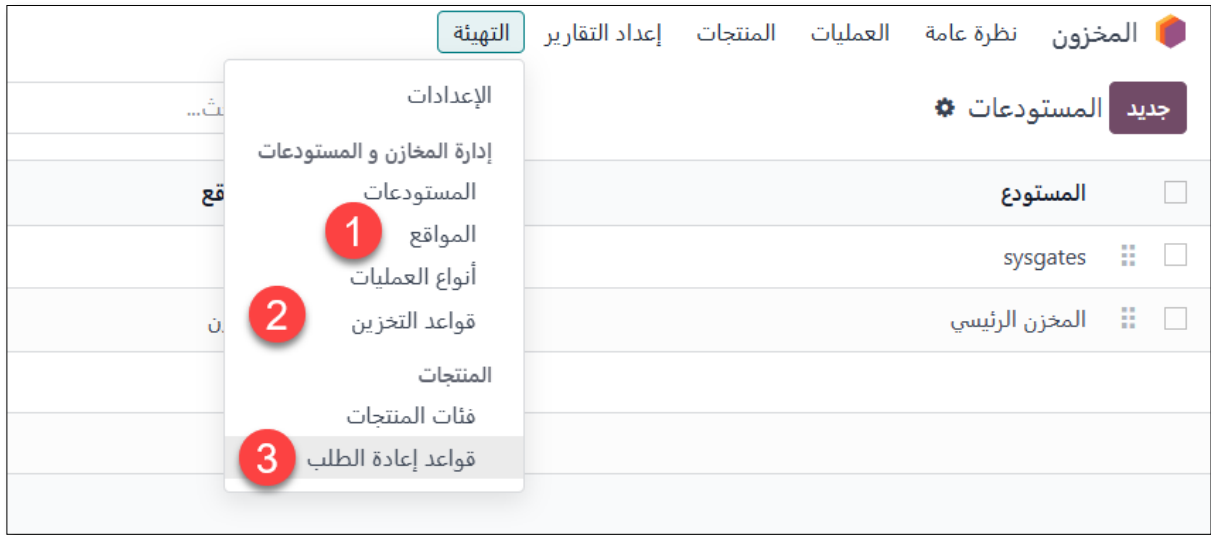 المخزون نظرة عامة العمليات المنتجات إعداد التقارير التهيئة
جديد المستودعات
المستودع
sysgates
المخزن الرئيسي
الإعدادات
إدارة المخازن و المستودعات
المستودعات
المواقع 1
أنواع العمليات
قواعد التخزين 2
المنتجات
فئات المنتجات
قواعد إعادة الطلب 3